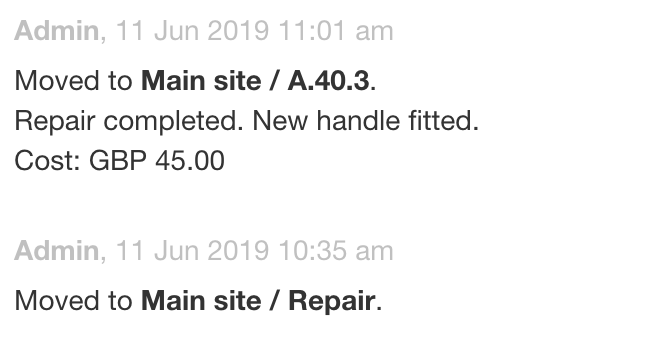 Admin, 11 Jun 2019 11:01 am
Moved to Main site / A.40.3.
Repair completed. New handle fitted.
Cost: GBP 45.00
Admin, 11 Jun 2019 10:35 am
Moved to Main site / Repair.